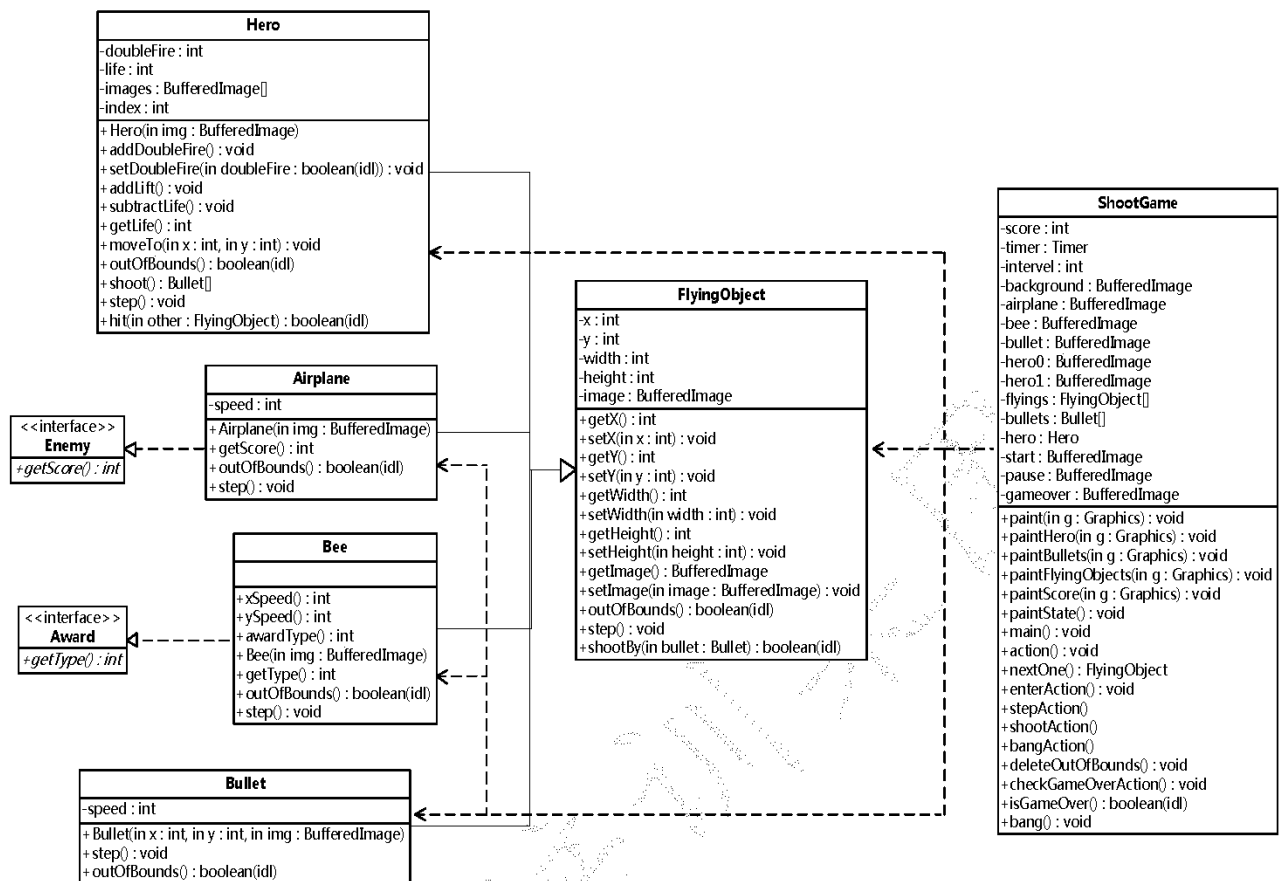 Hero
-doubleFire : int
-life : int
-images : BufferedImage[]
-index : int
+Hero(in img : BufferedImage)
+addDoubleFire() : void
+setDoubleFire(in doubleFire : boolean(idl)) : void
+addLift() : void
+subtractLife() : void
+getLife() : int
+moveTo(in x : int, in y : int) : void
+outOfBounds() : boolean(idl)
+shoot() : Bullet[]
+step() : void
+hit(in other : FlyingObject) : boolean(idl)
Airplane
-speed : int
+Airplane(in img : BufferedImage)
+getScore() : int
+outOfBounds() : boolean(idl)
+step() : void
<<interface>>
Enemy
+getScore() : int
Bee
+xSpeed() : int
+ySpeed() : int
+awardType() : int
+Bee(in img : BufferedImage)
+getType() : int
+outOfBounds() : boolean(idl)
+step() : void
<<interface>>
Award
+getType() : int
Bullet
-speed : int
+Bullet(in x : int, in y : int, in img : BufferedImage)
+step() : void
+outOfBounds() : boolean(idl)
FlyingObject
-x : int
-y : int
-width : int
-height : int
-image : BufferedImage
+getX() : int
+setX(in x : int) : void
+getY() : int
+setY(in y : int) : void
+getWidth() : int
+setWidth(in width : int) : void
+getHeight() : int
+setHeight(in height : int) : void
+getImage() : BufferedImage
+setImage(in image : BufferedImage) : void
+outOfBounds() : boolean(idl)
+step() : void
+shootBy(in bullet : Bullet) : boolean(idl)
ShootGame
-score : int
-timer : Timer
-intervel : int
-background : BufferedImage
-airplane : BufferedImage
-bee : BufferedImage
-bullet : BufferedImage
-hero0 : BufferedImage
-hero1 : BufferedImage
-flyings : FlyingObject[]
-bullets : Bullet[]
-hero : Hero
-start : BufferedImage
-pause : BufferedImage
-gameover : BufferedImage
+paint(in g : Graphics) : void
+paintHero(in g : Graphics) : void
+paintBullets(in g : Graphics) : void
+paintFlyingObjects(in g : Graphics) : void
+paintScore(in g : Graphics) : void
+paintState() : void
+main() : void
+action() : void
+nextOne() : FlyingObject
+enterAction() : void
+stepAction()
+shootAction()
+bangAction()
+deleteOutOfBounds() : void
+checkGameOverAction() : void
+isGameOver() : boolean(idl)
+bang() : void